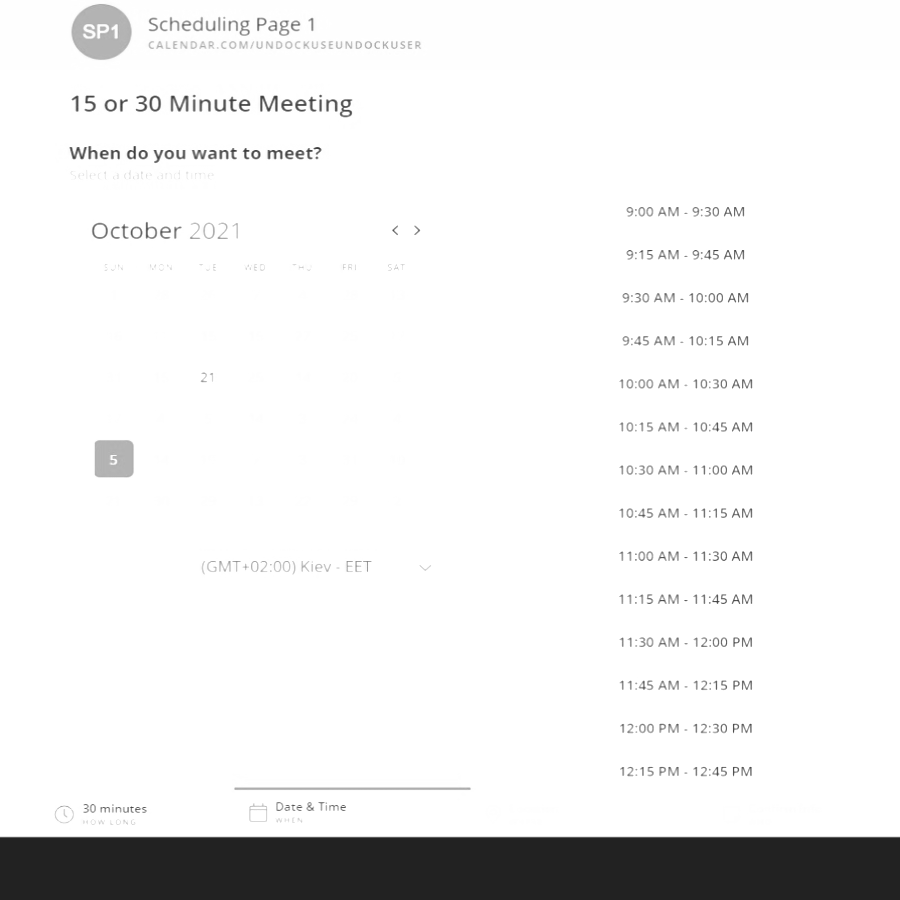 SP1
Scheduling Page 1
CALENDAR.COM/UNDOCKUSEUNDOCKUSER
15 or 30 Minute Meeting
When do you want to meet?
Select a date and time
October 2021
SUN MON TUE WED THU FRI SAT
21
5
(GMT+02:00) Kiev - EET
9:00 AM - 9:30 AM
9:15 AM - 9:45 AM
9:30 AM - 10:00 AM
9:45 AM - 10:15 AM
10:00 AM - 10:30 AM
10:15 AM - 10:45 AM
10:30 AM - 11:00 AM
10:45 AM - 11:15 AM
11:00 AM - 11:30 AM
11:15 AM - 11:45 AM
11:30 AM - 12:00 PM
11:45 AM - 12:15 PM
12:00 PM - 12:30 PM
12:15 PM - 12:45 PM
30 minutes
HOW LONG
Date & Time
WHEN